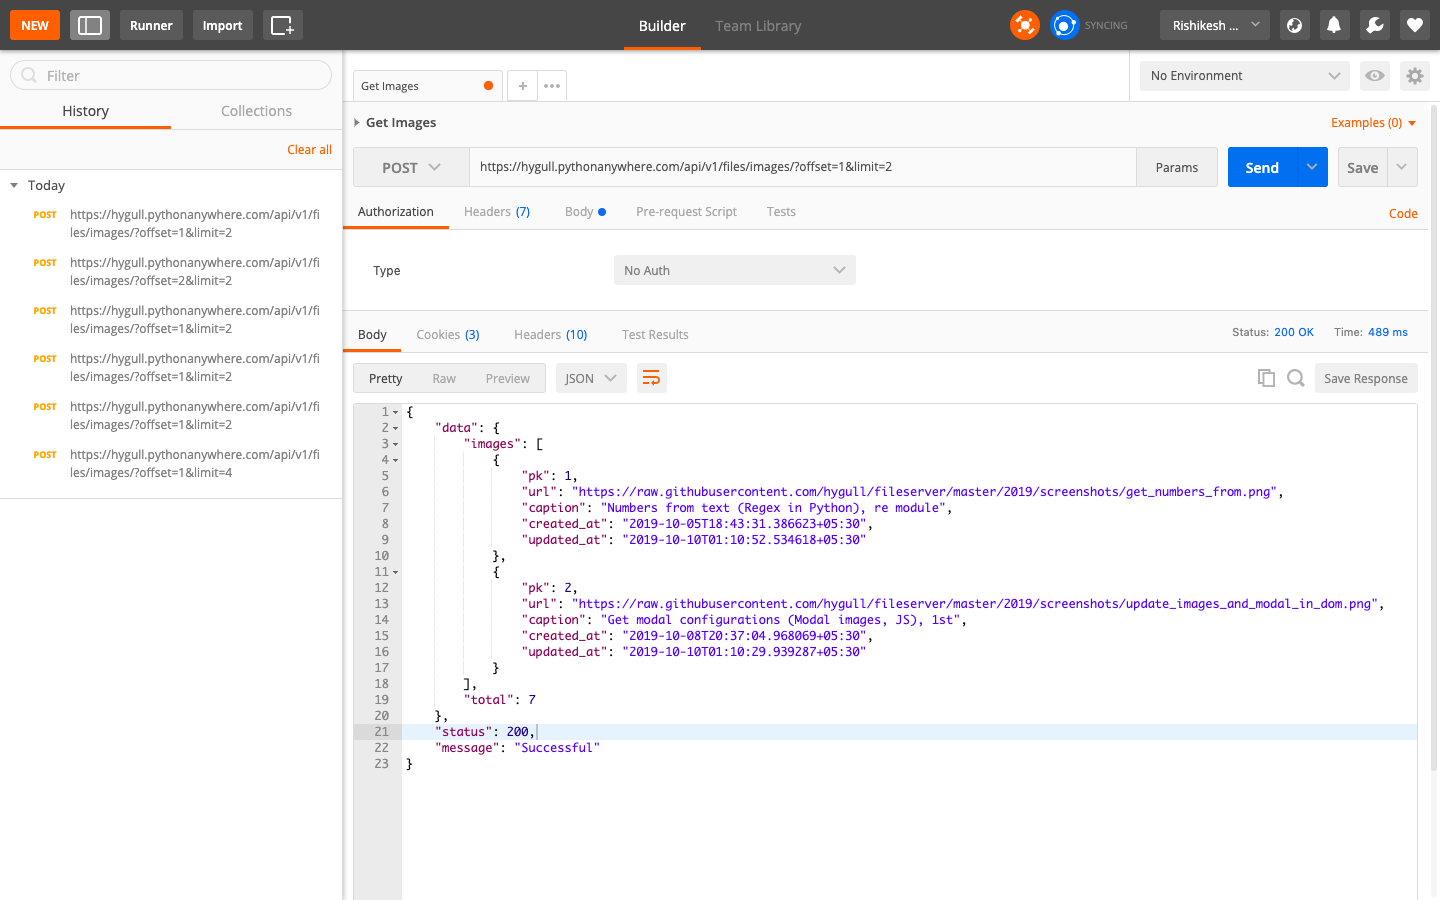 NEW Runner Import Builder Team Library SYNCING Rishikesh ...
Filter
History Collections
Clear all
Today
POST https://hygull.pythonanywhere.com/api/v1/fi
les/images/?offset=1&limit=2
POST https://hygull.pythonanywhere.com/api/v1/fi
les/images/?offset=2&limit=2
POST https://hygull.pythonanywhere.com/api/v1/fi
les/images/?offset=1&limit=2
POST https://hygull.pythonanywhere.com/api/v1/fi
les/images/?offset=1&limit=2
POST https://hygull.pythonanywhere.com/api/v1/fi
les/images/?offset=1&limit=2
POST https://hygull.pythonanywhere.com/api/v1/fi
les/images/?offset=1&limit=4
Get Images + ••• No Environment
Get Images Examples (0)
POST https://hygull.pythonanywhere.com/api/v1/files/images/?offset=1&limit=2 Params Send Save
Authorization Headers (7) Body Pre-request Script Tests Code
Type No Auth
Body Cookies (3) Headers (10) Test Results Status: 200 OK Time: 489 ms
Pretty Raw Preview JSON Save Response
1 {
2 "data": {
3 "images": [
4 {
5 "pk": 1,
6 "url": "https://raw.githubusercontent.com/hygull/fileserver/master/2019/screenshots/get_numbers_from.png",
7 "caption": "Numbers from text (Regex in Python), re module",
8 "created_at": "2019-10-05T18:43:31.386623+05:30",
9 "updated_at": "2019-10-10T01:10:52.534618+05:30"
10 },
11 {
12 "pk": 2,
13 "url": "https://raw.githubusercontent.com/hygull/fileserver/master/2019/screenshots/update_images_and_modal_in_dom.png",
14 "caption": "Get modal configurations (Modal images, JS), 1st",
15 "created_at": "2019-10-08T20:37:04.968069+05:30",
16 "updated_at": "2019-10-10T01:10:29.939287+05:30"
17 }
18 ],
19 "total": 7
20 },
21 "status": 200,
22 "message": "Successful"
23 }